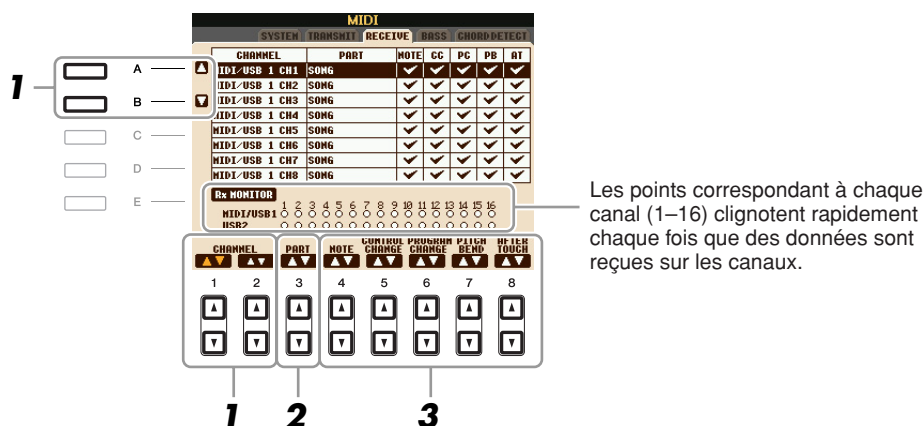 MIDI
SYSTEM TRANSMIT RECEIVE BASS CHORD DETECT
CHANNEL PART NOTE CC PC PB AT
MIDI/USB 1 CH1 SONG
MIDI/USB 1 CH2 SONG
MIDI/USB 1 CH3 SONG
MIDI/USB 1 CH4 SONG
MIDI/USB 1 CH5 SONG
MIDI/USB 1 CH6 SONG
MIDI/USB 1 CH7 SONG
MIDI/USB 1 CH8 SONG
1
A
B
C
D
E
Rx MONITOR
1 2 3 4 5 6 7 8 9 10 11 12 13 14 15 16
MIDI/USB1
USB2
Les points correspondant à chaque
canal (1–16) clignotent rapidement
chaque fois que des données sont
reçues sur les canaux.
CHANNEL PART NOTE CONTROL CHANGE PROGRAM CHANGE PITCH BEND AFTER TOUCH
1 2 3 4 5 6 7 8
1 2 3